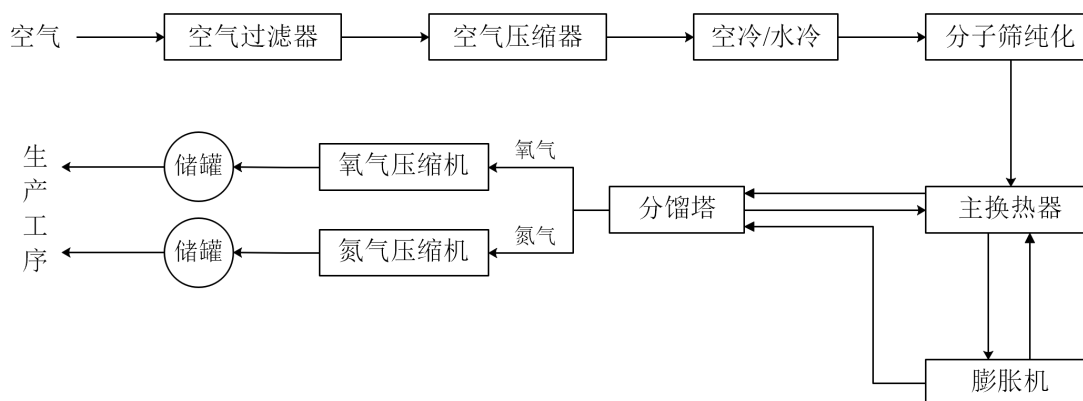 空气
空气过滤器
空气压缩器
空冷/水冷
分子筛纯化
生产工序
储罐
氧气压缩机
氧气
分馏塔
主换热器
储罐
氮气压缩机
氮气
膨胀机